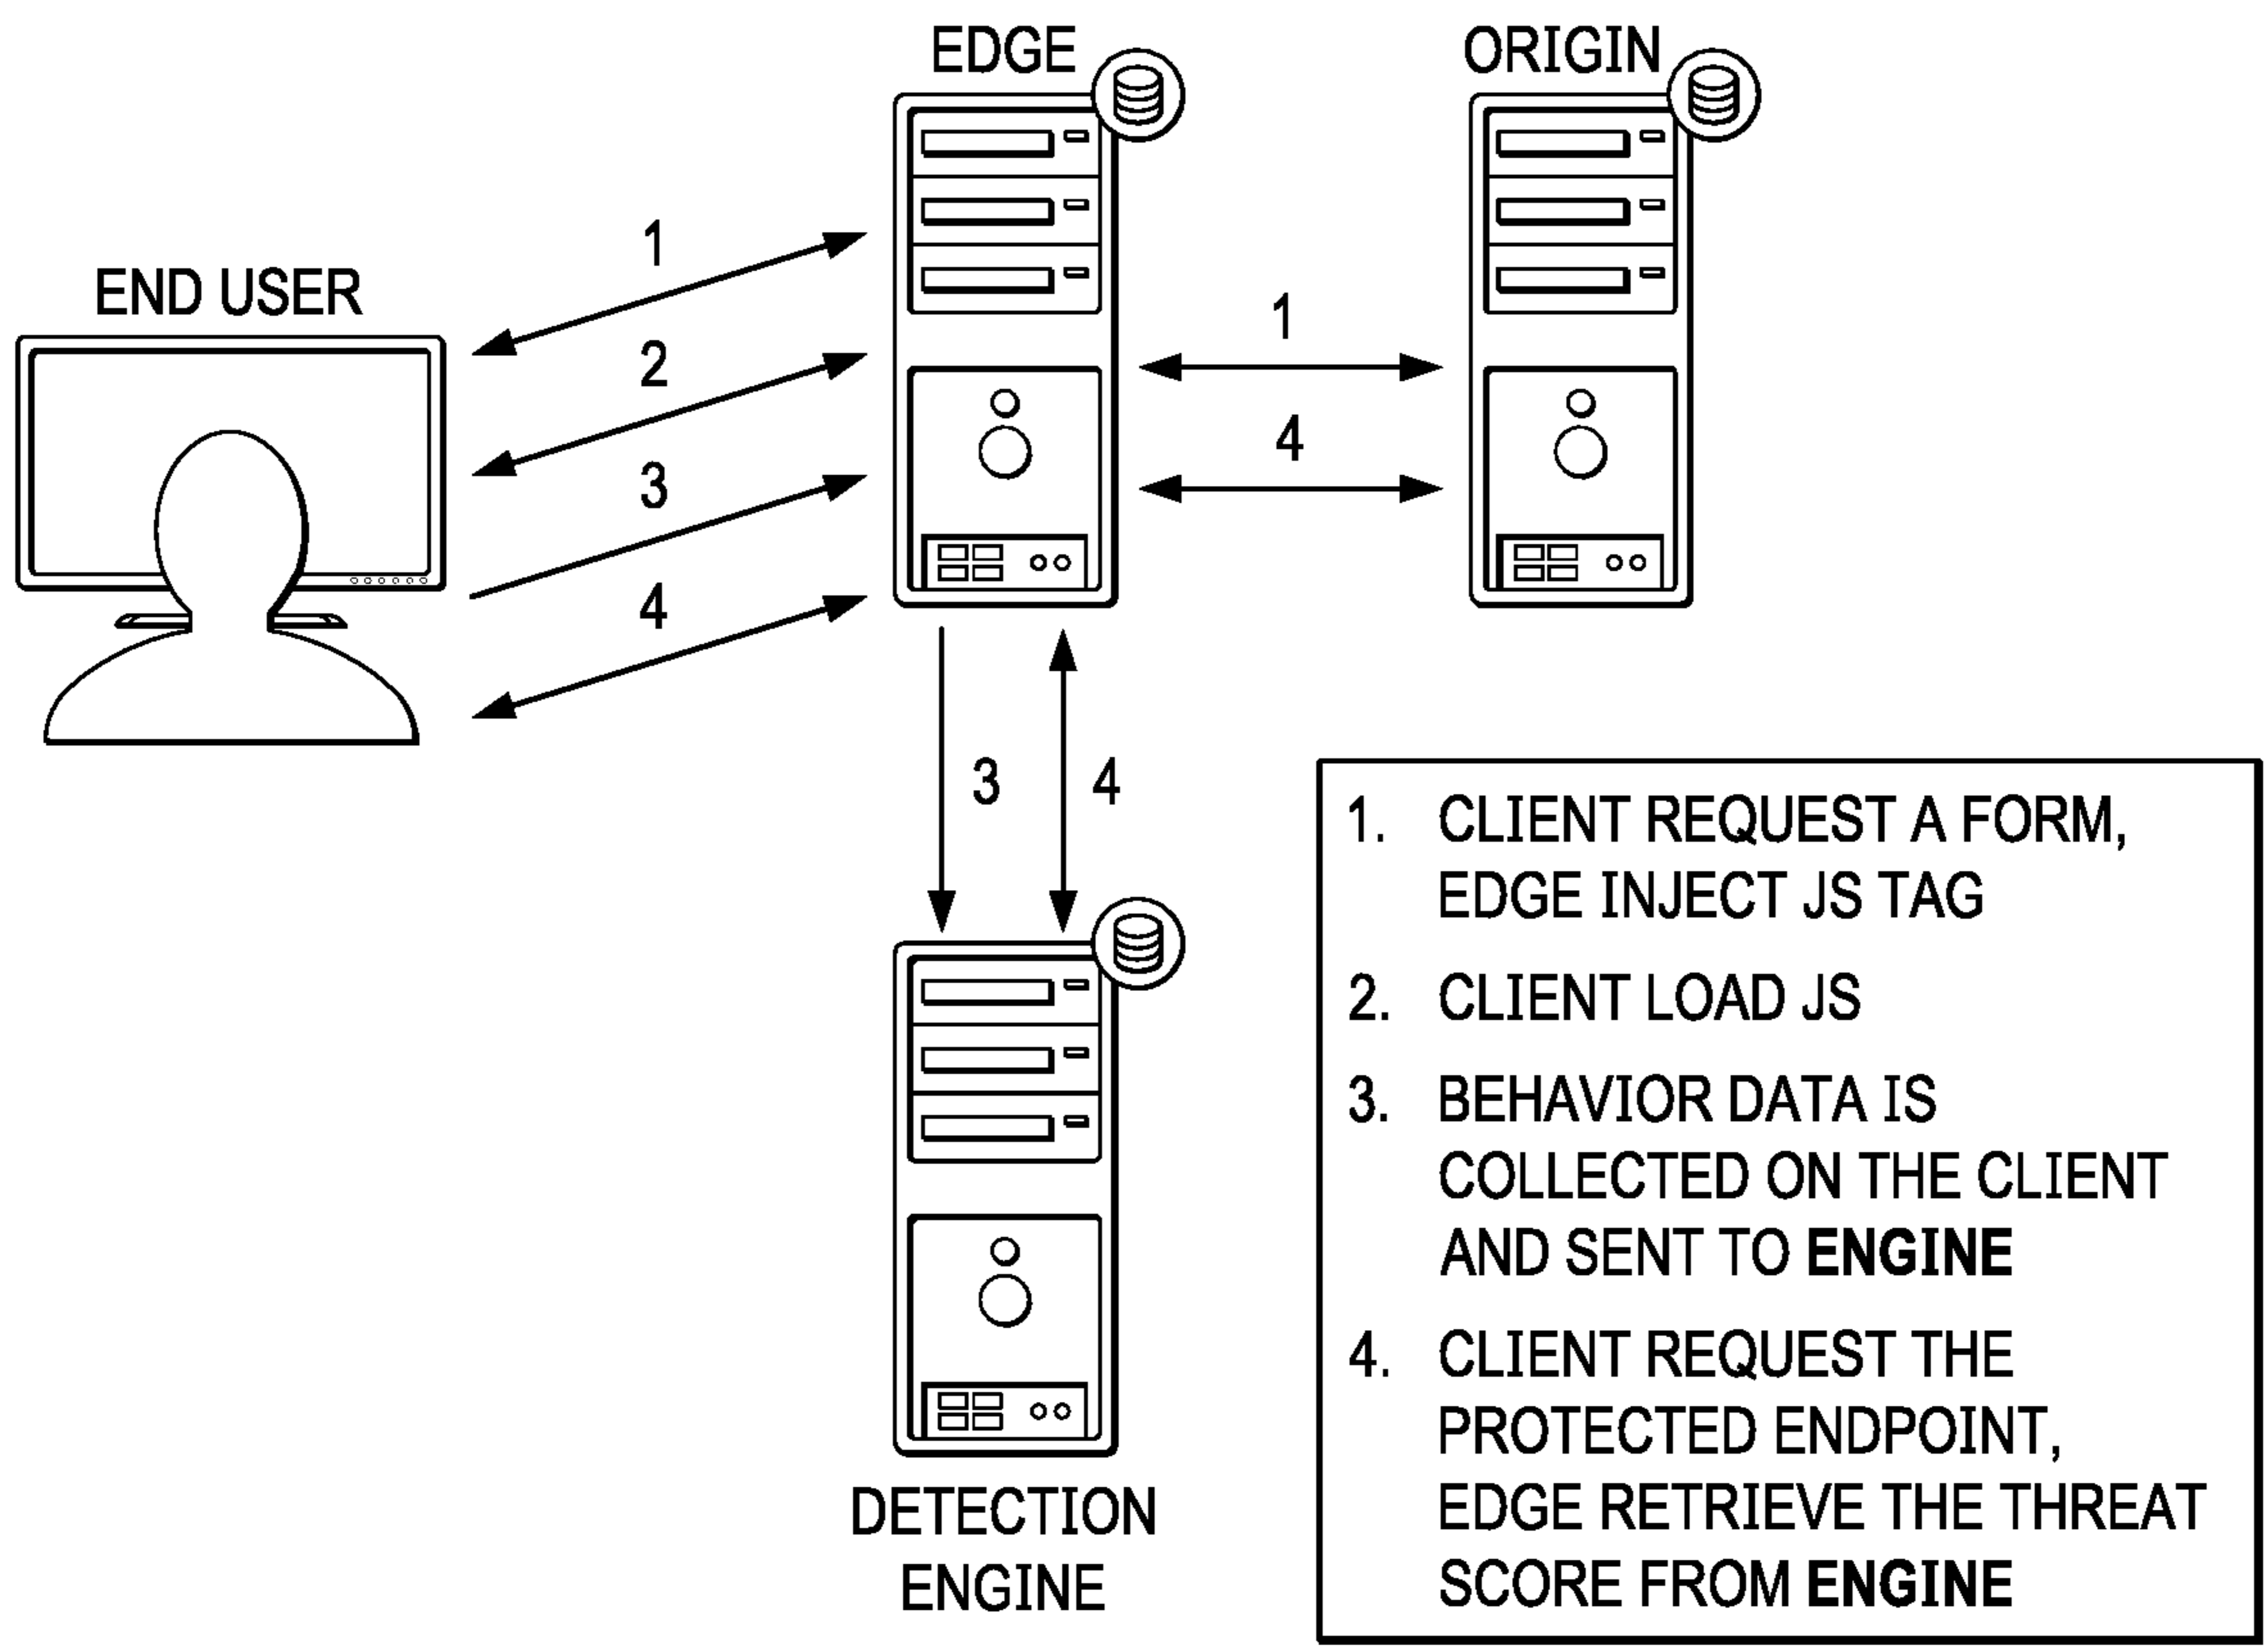 EDGE
ORIGIN
END USER
1
2
3
4
1
4
3
4
DETECTION
ENGINE
1. CLIENT REQUEST A FORM,
EDGE INJECT JS TAG
2. CLIENT LOAD JS
3. BEHAVIOR DATA IS
COLLECTED ON THE CLIENT
AND SENT TO ENGINE
4. CLIENT REQUEST THE
PROTECTED ENDPOINT,
EDGE RETRIEVE THE THREAT
SCORE FROM ENGINE